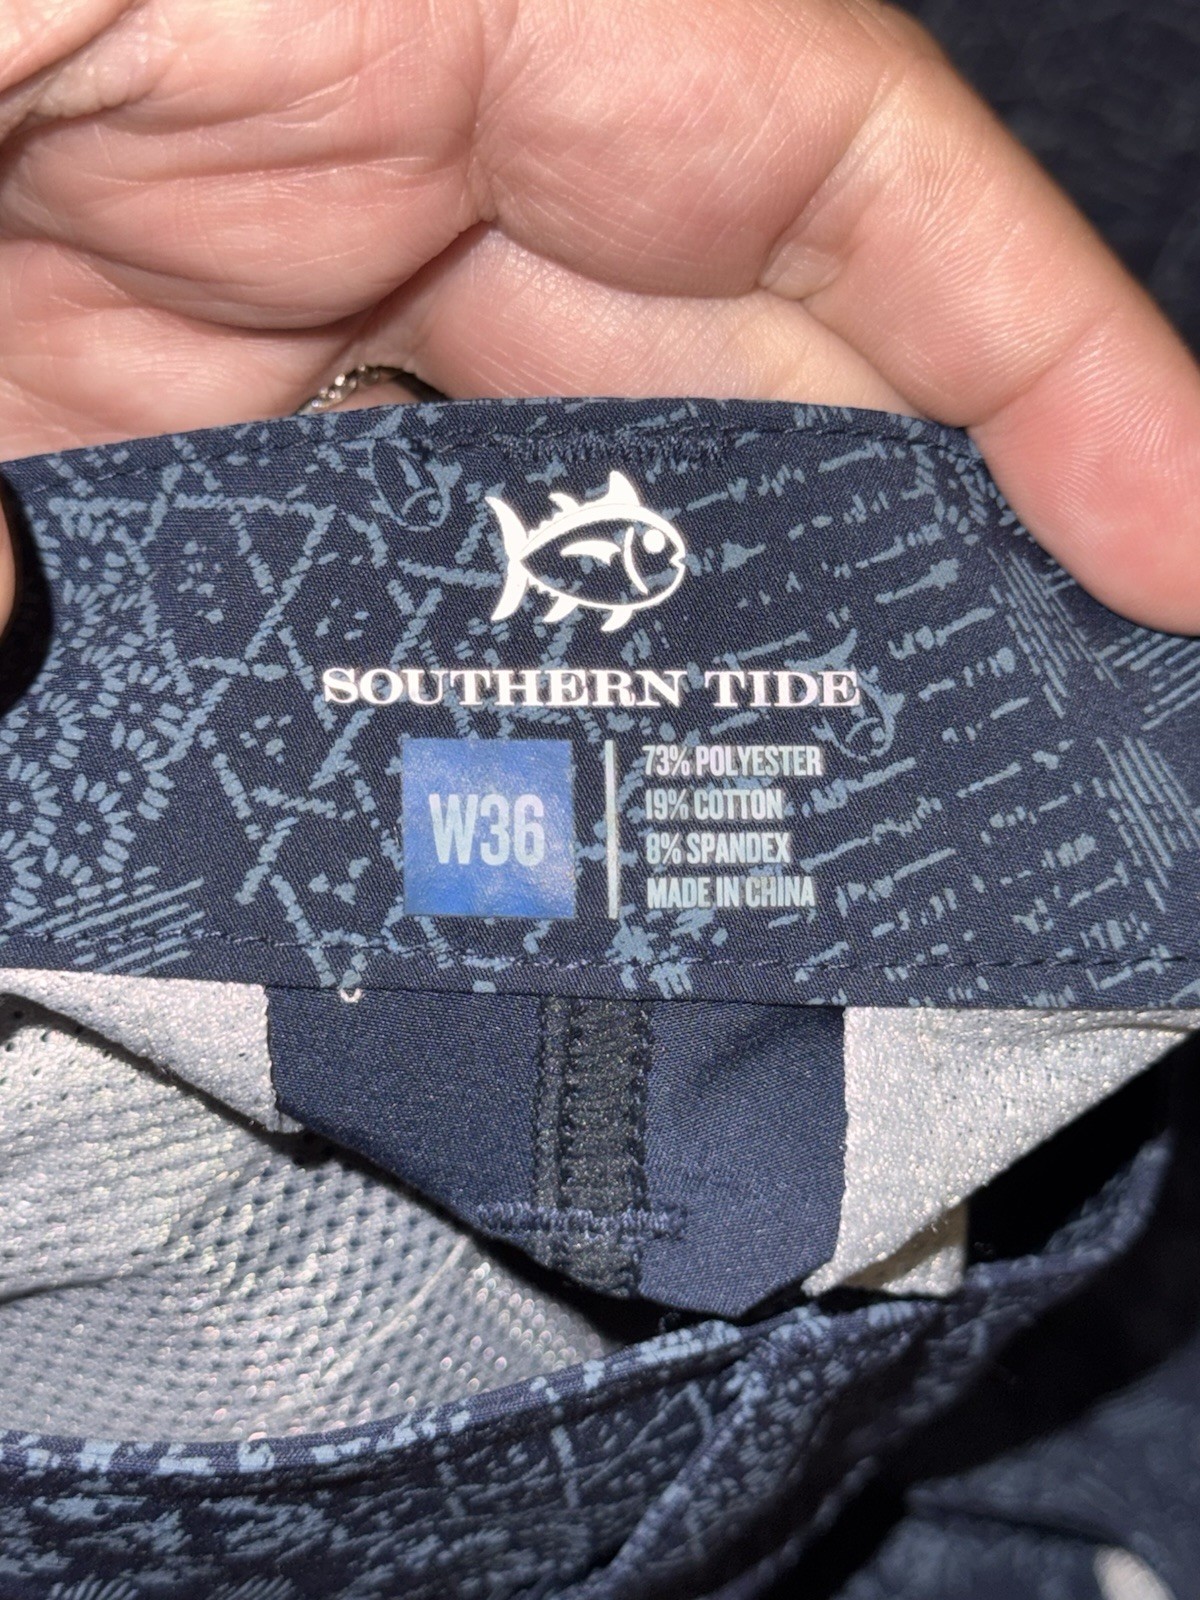 SOUTHERN TIDE
W36
73% POLYESTER
19% COTTON
8% SPANDEX
MADE IN CHINA